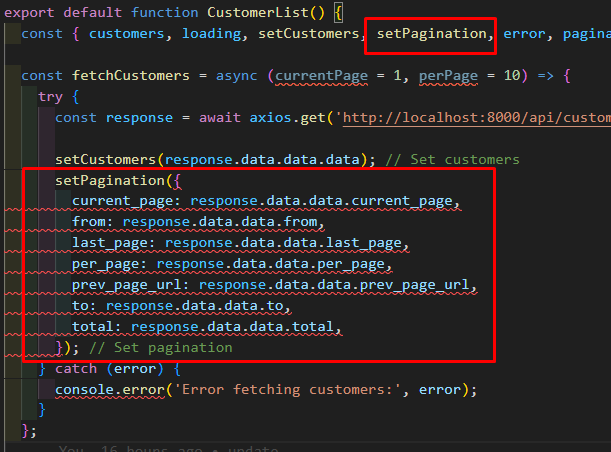 export default function CustomerList() {
const { customers, loading, setCustomers, setPagination, error, pagina
const fetchCustomers = async (currentPage = 1, perPage = 10) => {
try {
const response = await axios.get('http://localhost:8000/api/custom
setCustomers(response.data.data.data); // Set customers
setPagination({
current_page: response.data.data.current_page,
from: response.data.data.from,
last_page: response.data.data.last_page,
per_page: response.data.data.per_page,
prev_page_url: response.data.data.prev_page_url,
to: response.data.data.to,
total: response.data.data.total,
}); // Set pagination
} catch (error) {
console.error('Error fetching customers:', error);
}
};
You, 16 hours ago • update